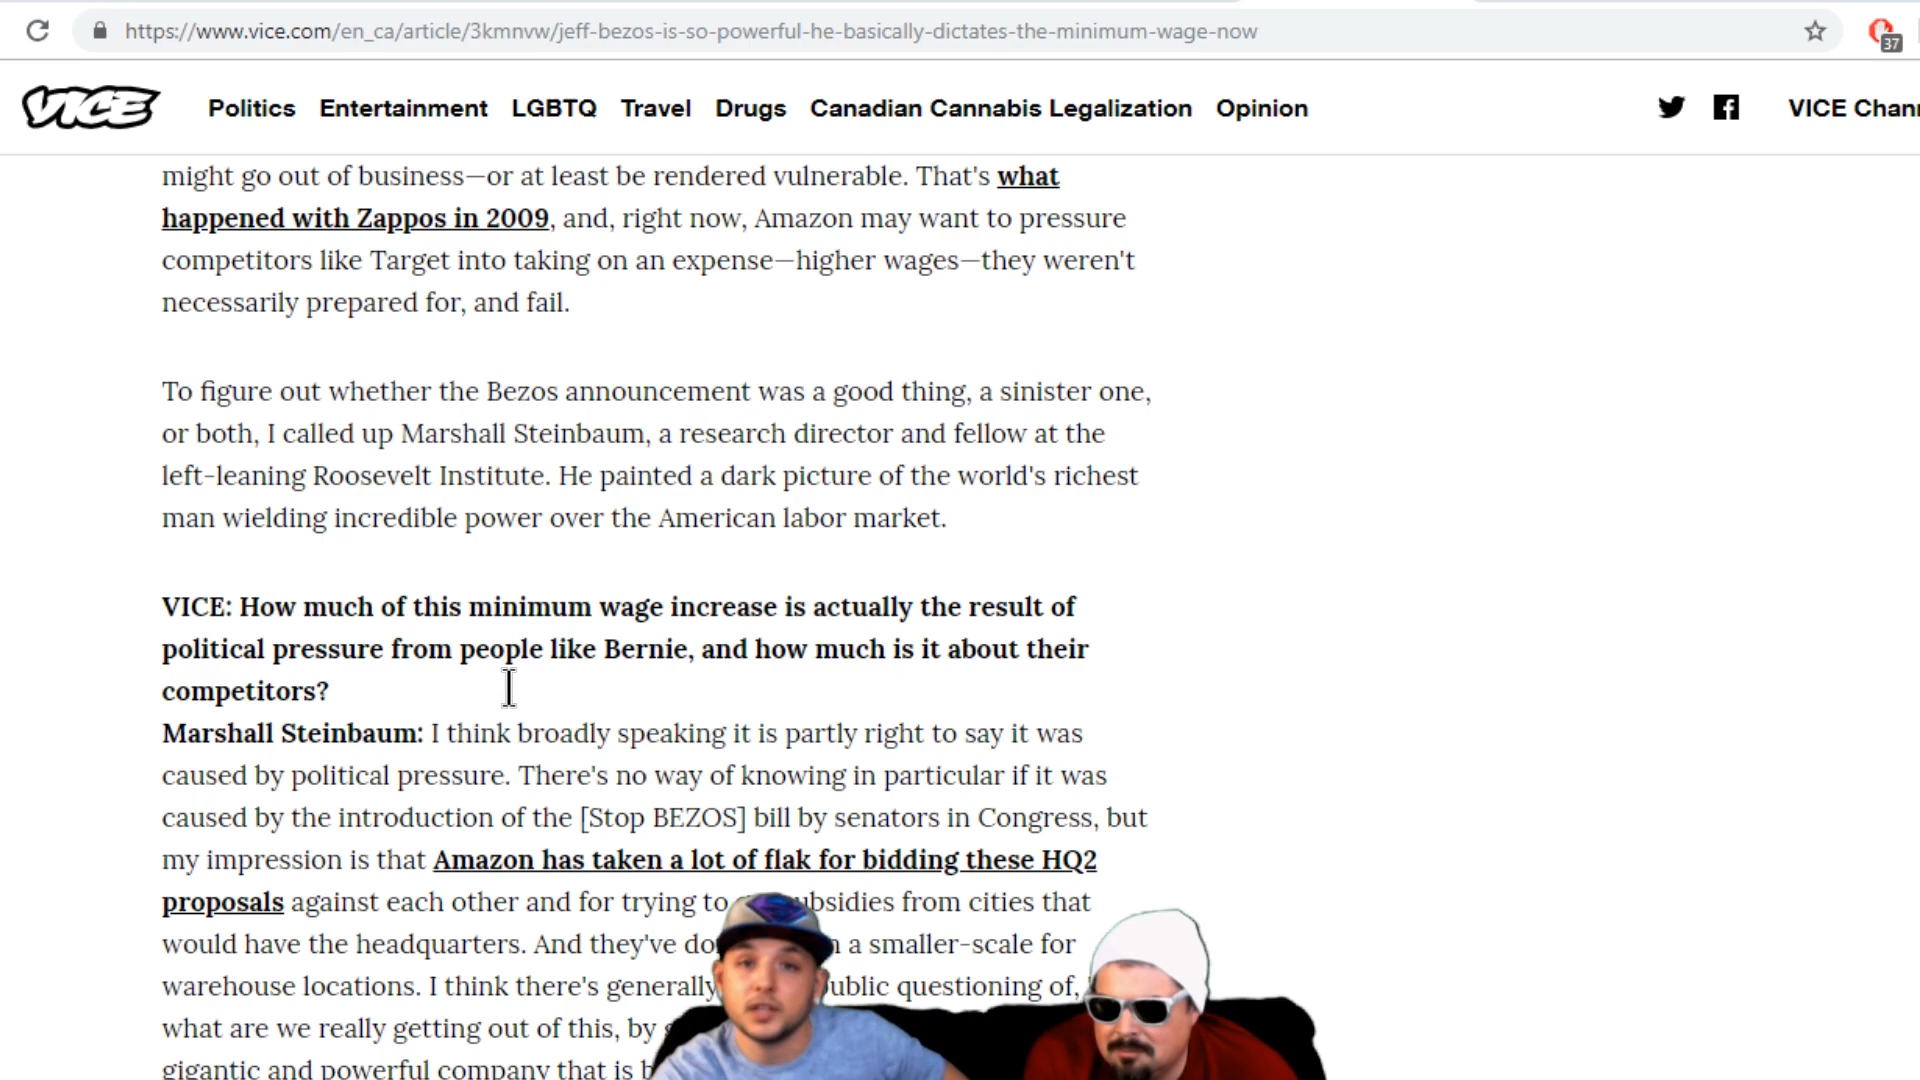 https://www.vice.com/en_ca/article/3kmnvw/jeff-bezos-is-so-powerful-he-basically-dictates-the-minimum-wage-now
37
VICE Politics Entertainment LGBTQ Travel Drugs Canadian Cannabis Legalization Opinion VICE Chan
might go out of business—or at least be rendered vulnerable. That's what
happened with Zappos in 2009, and, right now, Amazon may want to pressure
competitors like Target into taking on an expense—higher wages—they weren't
necessarily prepared for, and fail.
To figure out whether the Bezos announcement was a good thing, a sinister one,
or both, I called up Marshall Steinbaum, a research director and fellow at the
left-leaning Roosevelt Institute. He painted a dark picture of the world's richest
man wielding incredible power over the American labor market.
VICE: How much of this minimum wage increase is actually the result of
political pressure from people like Bernie, and how much is it about their
competitors?
Marshall Steinbaum: I think broadly speaking it is partly right to say it was
caused by political pressure. There's no way of knowing in particular if it was
caused by the introduction of the [Stop BEZOS] bill by senators in Congress, but
my impression is that Amazon has taken a lot of flak for bidding these HQ2
proposals against each other and for trying to ubsidies from cities that
would have the headquarters. And they've do a smaller-scale for
warehouse locations. I think there's generally ublic questioning of,
what are we really getting out of this, by
gigantic and powerful company that is b